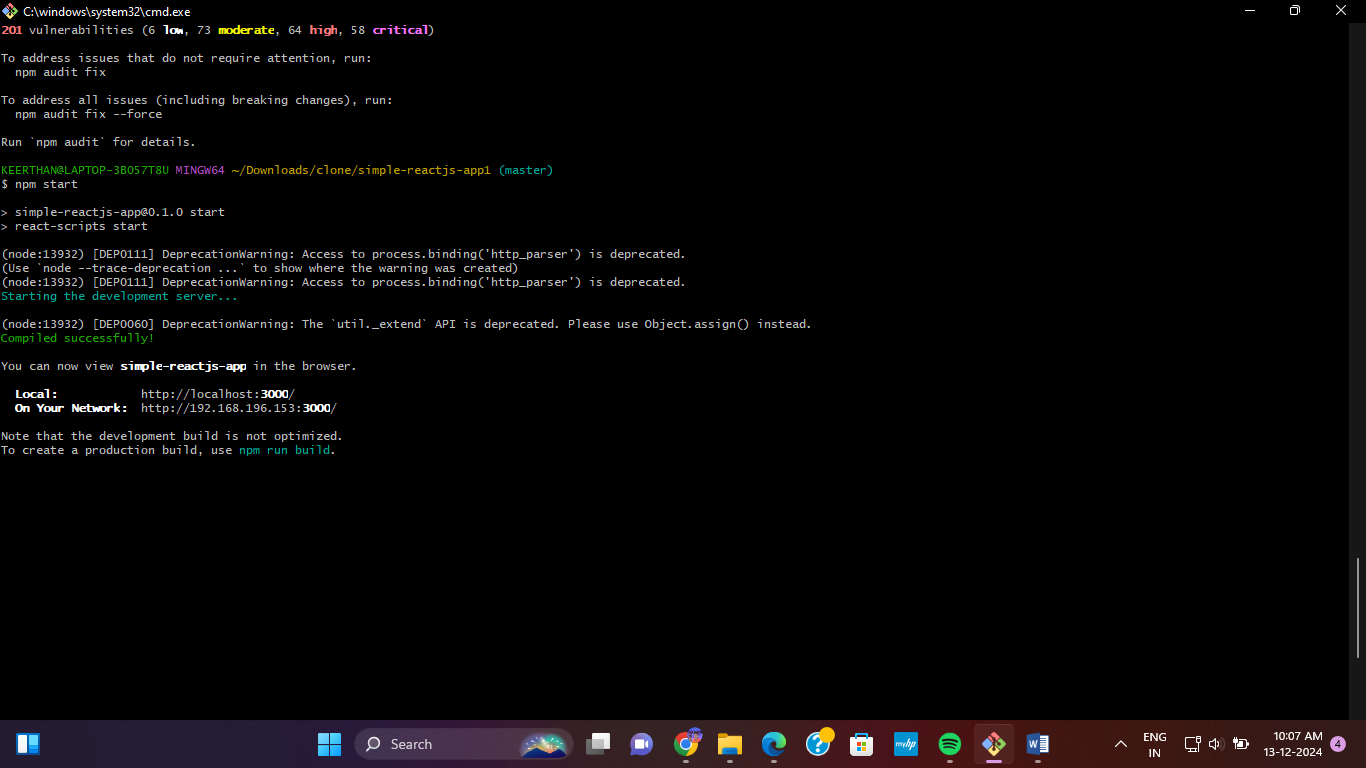 C:\windows\system32\cmd.exe
201 vulnerabilities (6 low, 73 moderate, 64 high, 58 critical)
To address issues that do not require attention, run:
npm audit fix
To address all issues (including breaking changes), run:
npm audit fix --force
Run `npm audit` for details.
KEERTHAN@LAPTOP-3BO57T8U MINGW64 ~/Downloads/clone/simple-reactjs-app1 (master)
$ npm start
> simple-reactjs-app@0.1.0 start
> react-scripts start
(node:13932) [DEP0111] DeprecationWarning: Access to process.binding('http_parser') is deprecated.
(Use `node --trace-deprecation ...` to show where the warning was created)
(node:13932) [DEP0111] DeprecationWarning: Access to process.binding('http_parser') is deprecated.
Starting the development server...
(node:13932) [DEP0060] DeprecationWarning: The `util._extend` API is deprecated. Please use Object.assign() instead.
Compiled successfully!
You can now view simple-reactjs-app in the browser.
Local: http://localhost:3000/
On Your Network: http://192.168.196.153:3000/
Note that the development build is not optimized.
To create a production build, use npm run build.
Search
myhp
W
ENG
IN
10:07 AM
13-12-2024
4